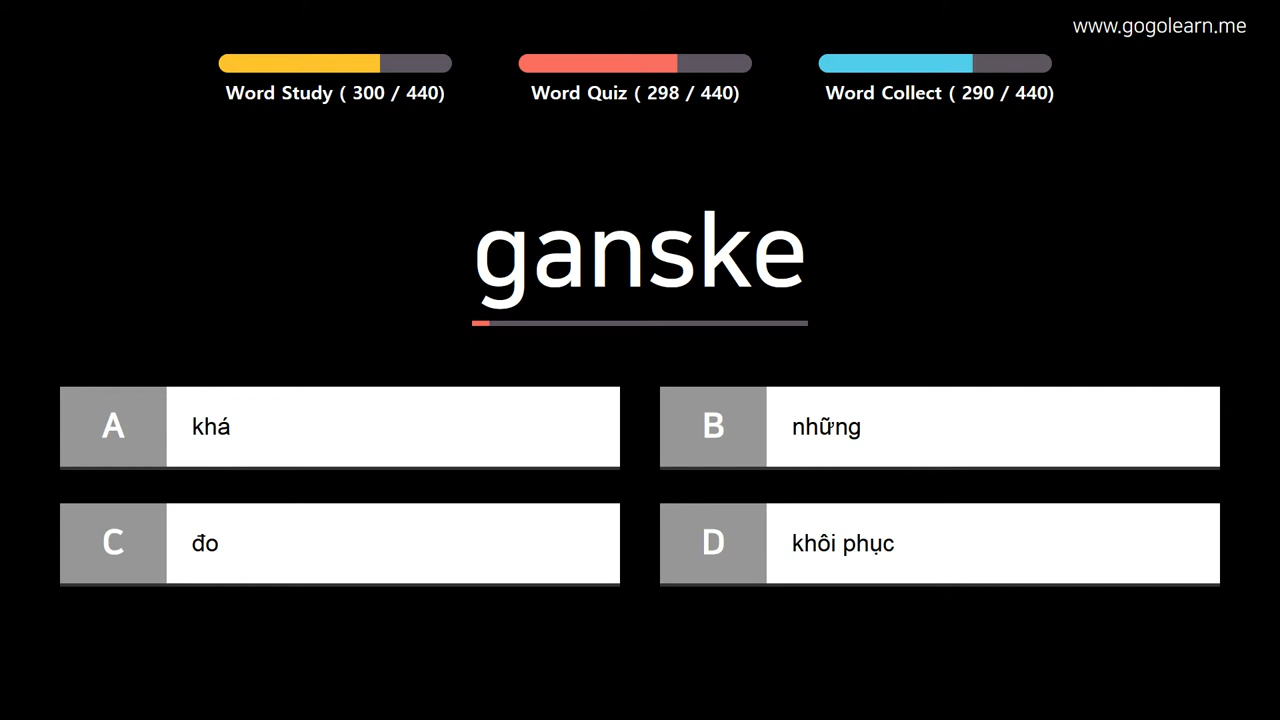 www.gogolearn.me
Word Study ( 300 / 440)
Word Quiz ( 298 / 440)
Word Collect ( 290 / 440)
ganske
A khá
B những
C đo
D khôi phục